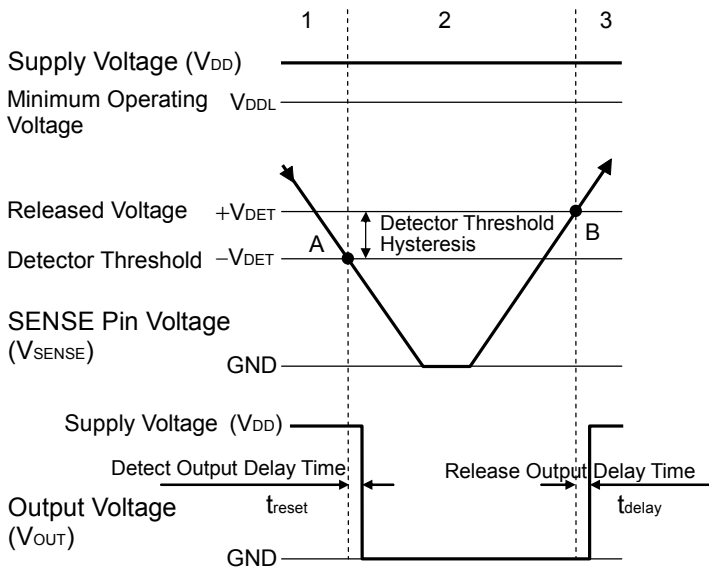 1 2 3
Supply Voltage (VDD)
Minimum Operating VDDL
Voltage
Released Voltage +VDET
Detector Threshold
Hysteresis
A
B
Detector Threshold −VDET
SENSE Pin Voltage
(VSENSE)
GND
Supply Voltage (VDD)
Detect Output Delay Time
Release Output Delay Time
treset
tdelay
Output Voltage
(VOUT)
GND